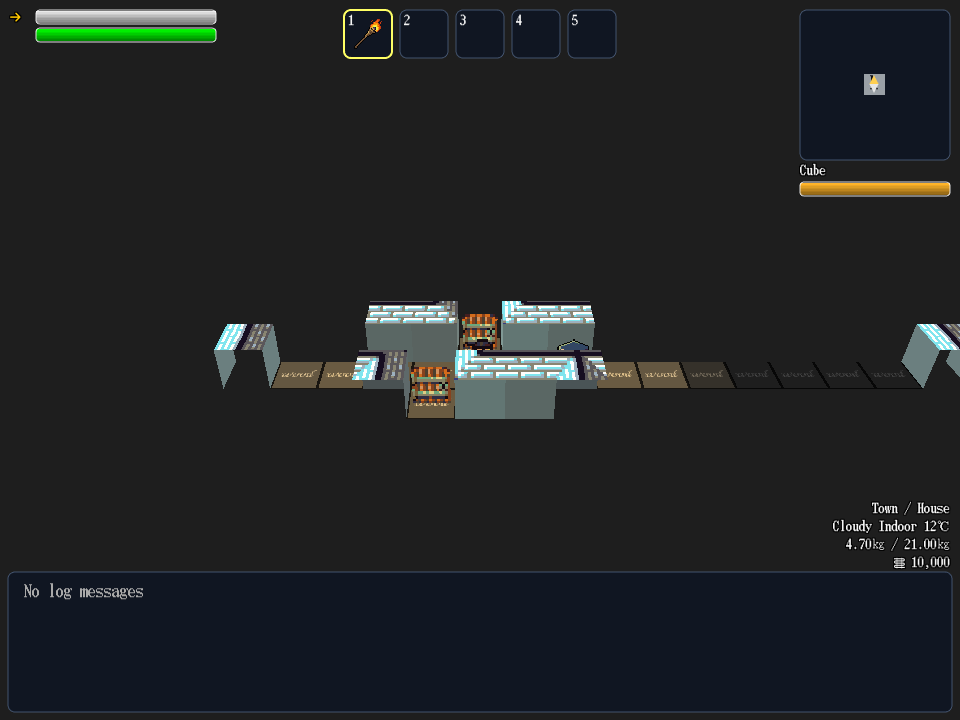 1 2 3 4 5
Cube
wood wood wood wood wood wood wood wood
Town / House
Cloudy Indoor 12℃
4.70kg / 21.00kg
10,000
No log messages